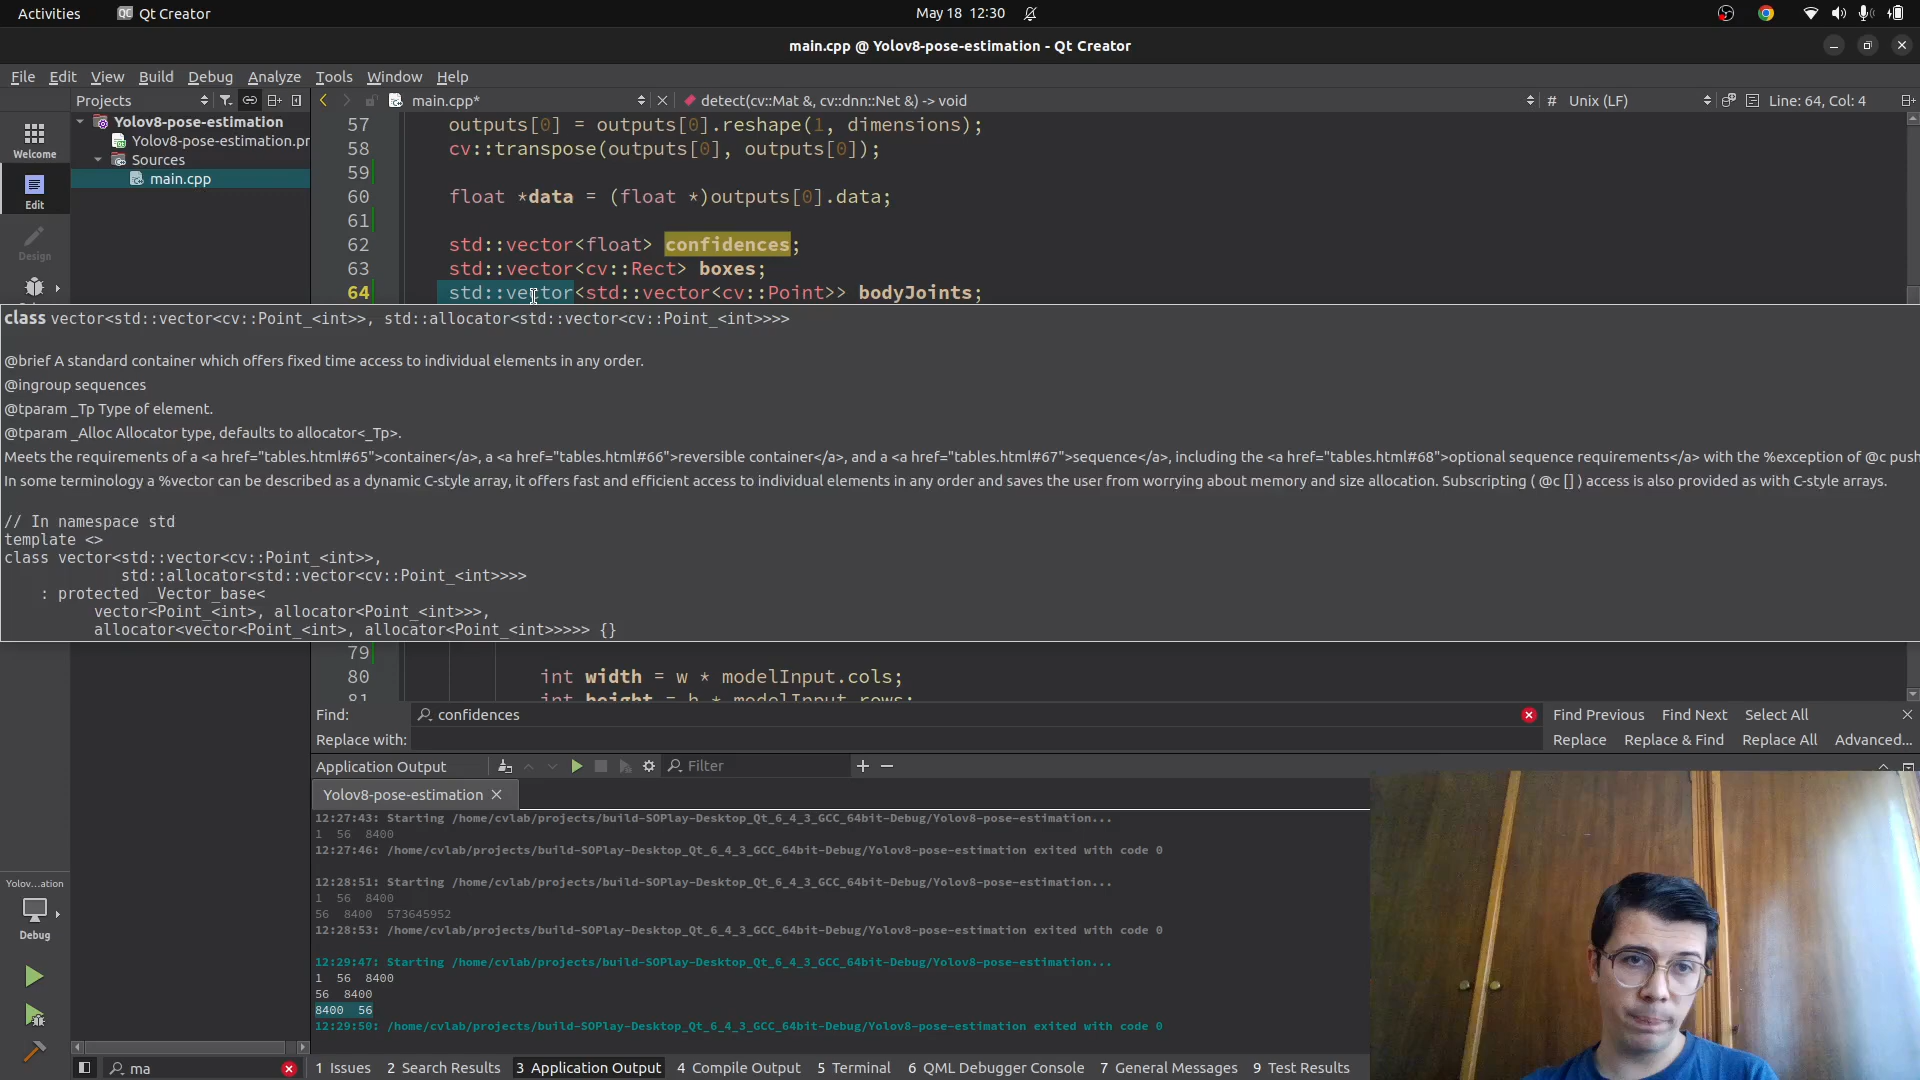 Activities
Qt Creator
May 18 12:30
main.cpp @ Yolov8-pose-estimation - Qt Creator
File Edit View Build Debug Analyze Tools Window Help
Projects
main.cpp*
detect(cv::Mat &, cv::dnn::Net &) -> void
# Unix (LF)
Line: 64, Col: 4
Welcome
Edit
Design
Yolov8-pose-estimation
Yolov8-pose-estimation.pr
Sources
main.cpp
57 outputs[0] = outputs[0].reshape(1, dimensions);
58 cv::transpose(outputs[0], outputs[0]);
59
60 float *data = (float *)outputs[0].data;
61
62 std::vector<float> confidences;
63 std::vector<cv::Rect> boxes;
64 std::vector<std::vector<cv::Point>> bodyJoints;
class vector<std::vector<cv::Point_<int>>, std::allocator<std::vector<cv::Point_<int>>>>
@brief A standard container which offers fixed time access to individual elements in any order.
@ingroup sequences
@tparam _Tp Type of element.
@tparam _Alloc Allocator type, defaults to allocator<_Tp>.
Meets the requirements of a <a href="tables.html#65">container</a>, a <a href="tables.html#66">reversible container</a>, and a <a href="tables.html#67">sequence</a>, including the <a href="tables.html#68">optional sequence requirements</a> with the %exception of @c push
In some terminology a %vector can be described as a dynamic C-style array, it offers fast and efficient access to individual elements in any order and saves the user from worrying about memory and size allocation. Subscripting ( @c [] ) access is also provided as with C-style arrays.
// In namespace std
template <>
class vector<std::vector<cv::Point_<int>>,
std::allocator<std::vector<cv::Point_<int>>>>
: protected _Vector_base<
vector<Point_<int>, allocator<Point_<int>>>,
allocator<vector<Point_<int>, allocator<Point_<int>>>>> {}
79
80 int width = w * modelInput.cols;
81 int height = h * modelInput.rows;
Find: confidences
Find Previous Find Next Select All
Replace with:
Replace Replace & Find Replace All Advanced...
Application Output
Filter
Yolov8-pose-estimation
12:27:43: Starting /home/cvlab/projects/build-SOPlay-Desktop_Qt_6_4_3_GCC_64bit-Debug/Yolov8-pose-estimation...
1 56 8400
12:27:46: /home/cvlab/projects/build-SOPlay-Desktop_Qt_6_4_3_GCC_64bit-Debug/Yolov8-pose-estimation exited with code 0
12:28:51: Starting /home/cvlab/projects/build-SOPlay-Desktop_Qt_6_4_3_GCC_64bit-Debug/Yolov8-pose-estimation...
1 56 8400
56 8400 573645952
12:28:53: /home/cvlab/projects/build-SOPlay-Desktop_Qt_6_4_3_GCC_64bit-Debug/Yolov8-pose-estimation exited with code 0
12:29:47: Starting /home/cvlab/projects/build-SOPlay-Desktop_Qt_6_4_3_GCC_64bit-Debug/Yolov8-pose-estimation...
1 56 8400
56 8400
8400 56
12:29:50: /home/cvlab/projects/build-SOPlay-Desktop_Qt_6_4_3_GCC_64bit-Debug/Yolov8-pose-estimation exited with code 0
Yolov...ation
Debug
ma
1 Issues 2 Search Results 3 Application Output 4 Compile Output 5 Terminal 6 QML Debugger Console 7 General Messages 9 Test Results